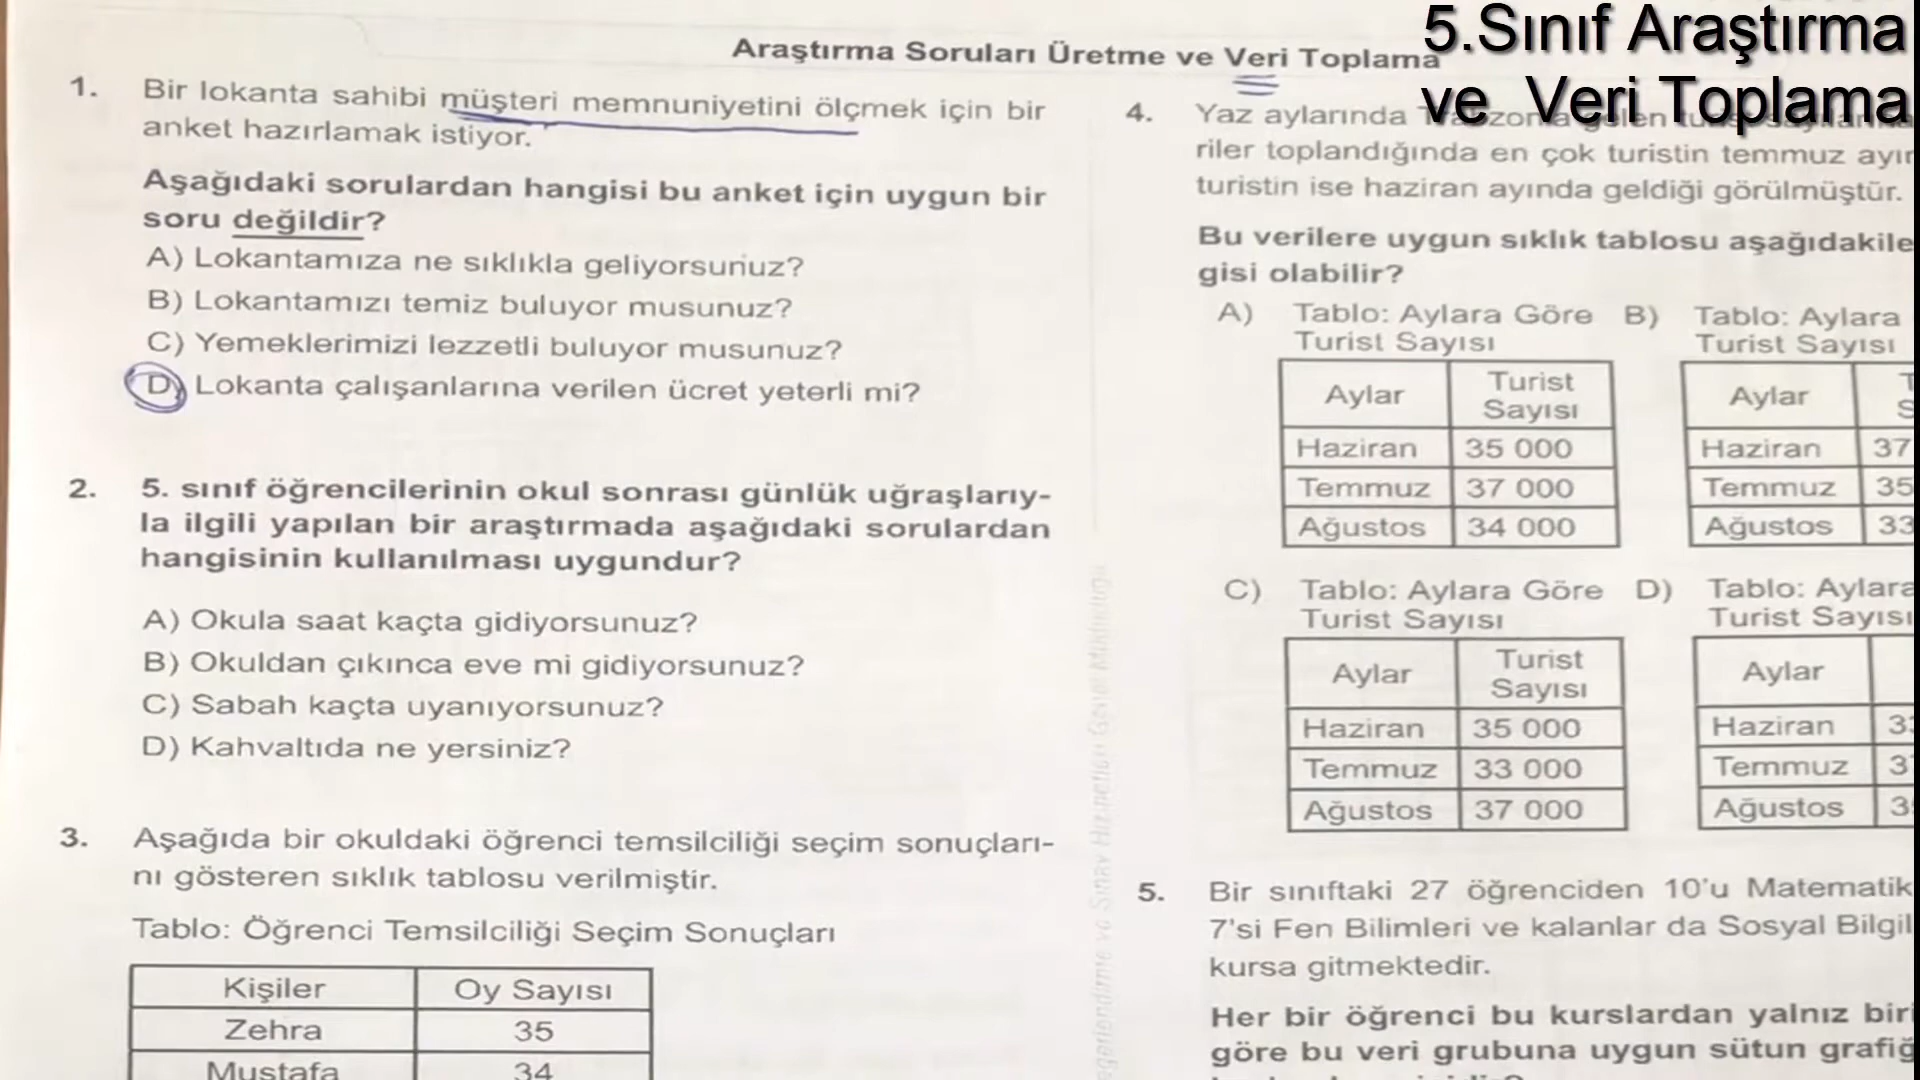 5.Sınıf Araştırma
ve Veri Toplama
Araştırma Soruları Üretme ve Veri Toplama
1. Bir lokanta sahibi müşteri memnuniyetini ölçmek için bir
anket hazırlamak istiyor.
Aşağıdaki sorulardan hangisi bu anket için uygun bir
soru değildir?
A) Lokantamıza ne sıklıkla geliyorsunuz?
B) Lokantamızı temiz buluyor musunuz?
C) Yemeklerimizi lezzetli buluyor musunuz?
D) Lokanta çalışanlarına verilen ücret yeterli mi?
2. 5. sınıf öğrencilerinin okul sonrası günlük uğraşlarıy-
la ilgili yapılan bir araştırmada aşağıdaki sorulardan
hangisinin kullanılması uygundur?
A) Okula saat kaçta gidiyorsunuz?
B) Okuldan çıkınca eve mi gidiyorsunuz?
C) Sabah kaçta uyanıyorsunuz?
D) Kahvaltıda ne yersiniz?
3. Aşağıda bir okuldaki öğrenci temsilciliği seçim sonuçları-
nı gösteren sıklık tablosu verilmiştir.
Tablo: Öğrenci Temsilciliği Seçim Sonuçları
Kişiler Oy Sayısı
Zehra 35
Mustafa 34
4. Yaz aylarında
riler toplandığında en çok turistin temmuz
turistin ise haziran ayında geldiği görülmüştür.
Bu verilere uygun sıklık tablosu
gisi olabilir?
A) Tablo: Aylara Göre
Turist Sayısı
Aylar Turist
Sayısı
Haziran 35 000
Temmuz 37 000
Ağustos 34 000
B) Tablo: Aylara
Turist Sayısı
Aylar
Haziran 37
Temmuz 35
Ağustos 33
C) Tablo: Aylara Göre
Turist Sayısı
Aylar Turist
Sayısı
Haziran 35 000
Temmuz 33 000
Ağustos 37 000
D) Tablo: Aylara
Turist Sayısı
Aylar
Haziran
Temmuz
Ağustos
5. Bir sınıftaki 27 öğrenciden 10'u Matematik
7'si Fen Bilimleri ve kalanlar da Sosyal
kursa gitmektedir.
Her bir öğrenci bu kurslardan yalnız
göre bu veri grubuna uygun sütun